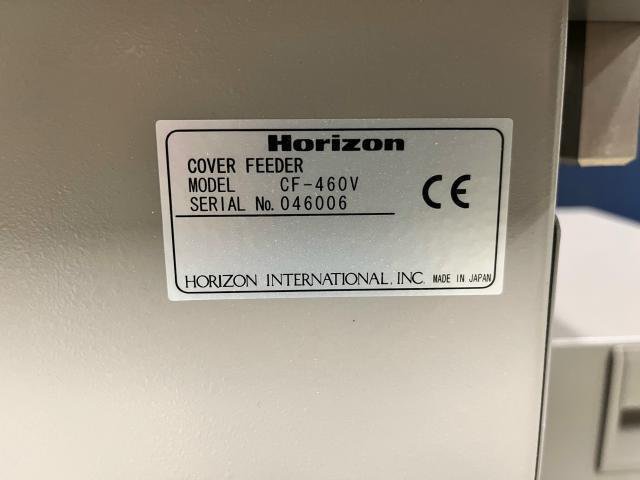 Horizon
COVER FEEDER
MODEL CF-460V
SERIAL No. 046006
CE
HORIZON INTERNATIONAL, INC. MADE IN JAPAN